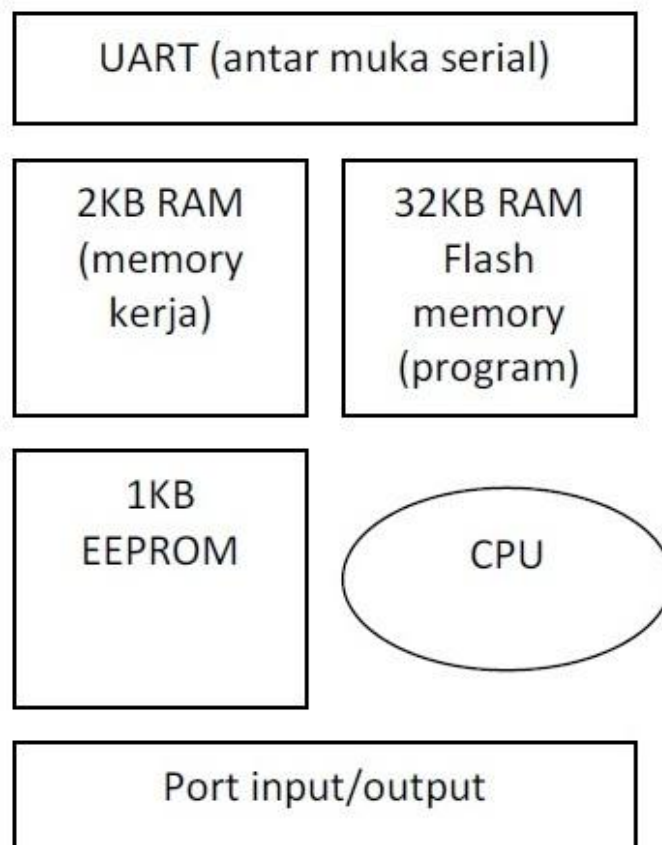 UART (antar muka serial)
2KB RAM
(memory
kerja)
32KB RAM
Flash
memory
(program)
1KB
EEPROM
CPU
Port input/output